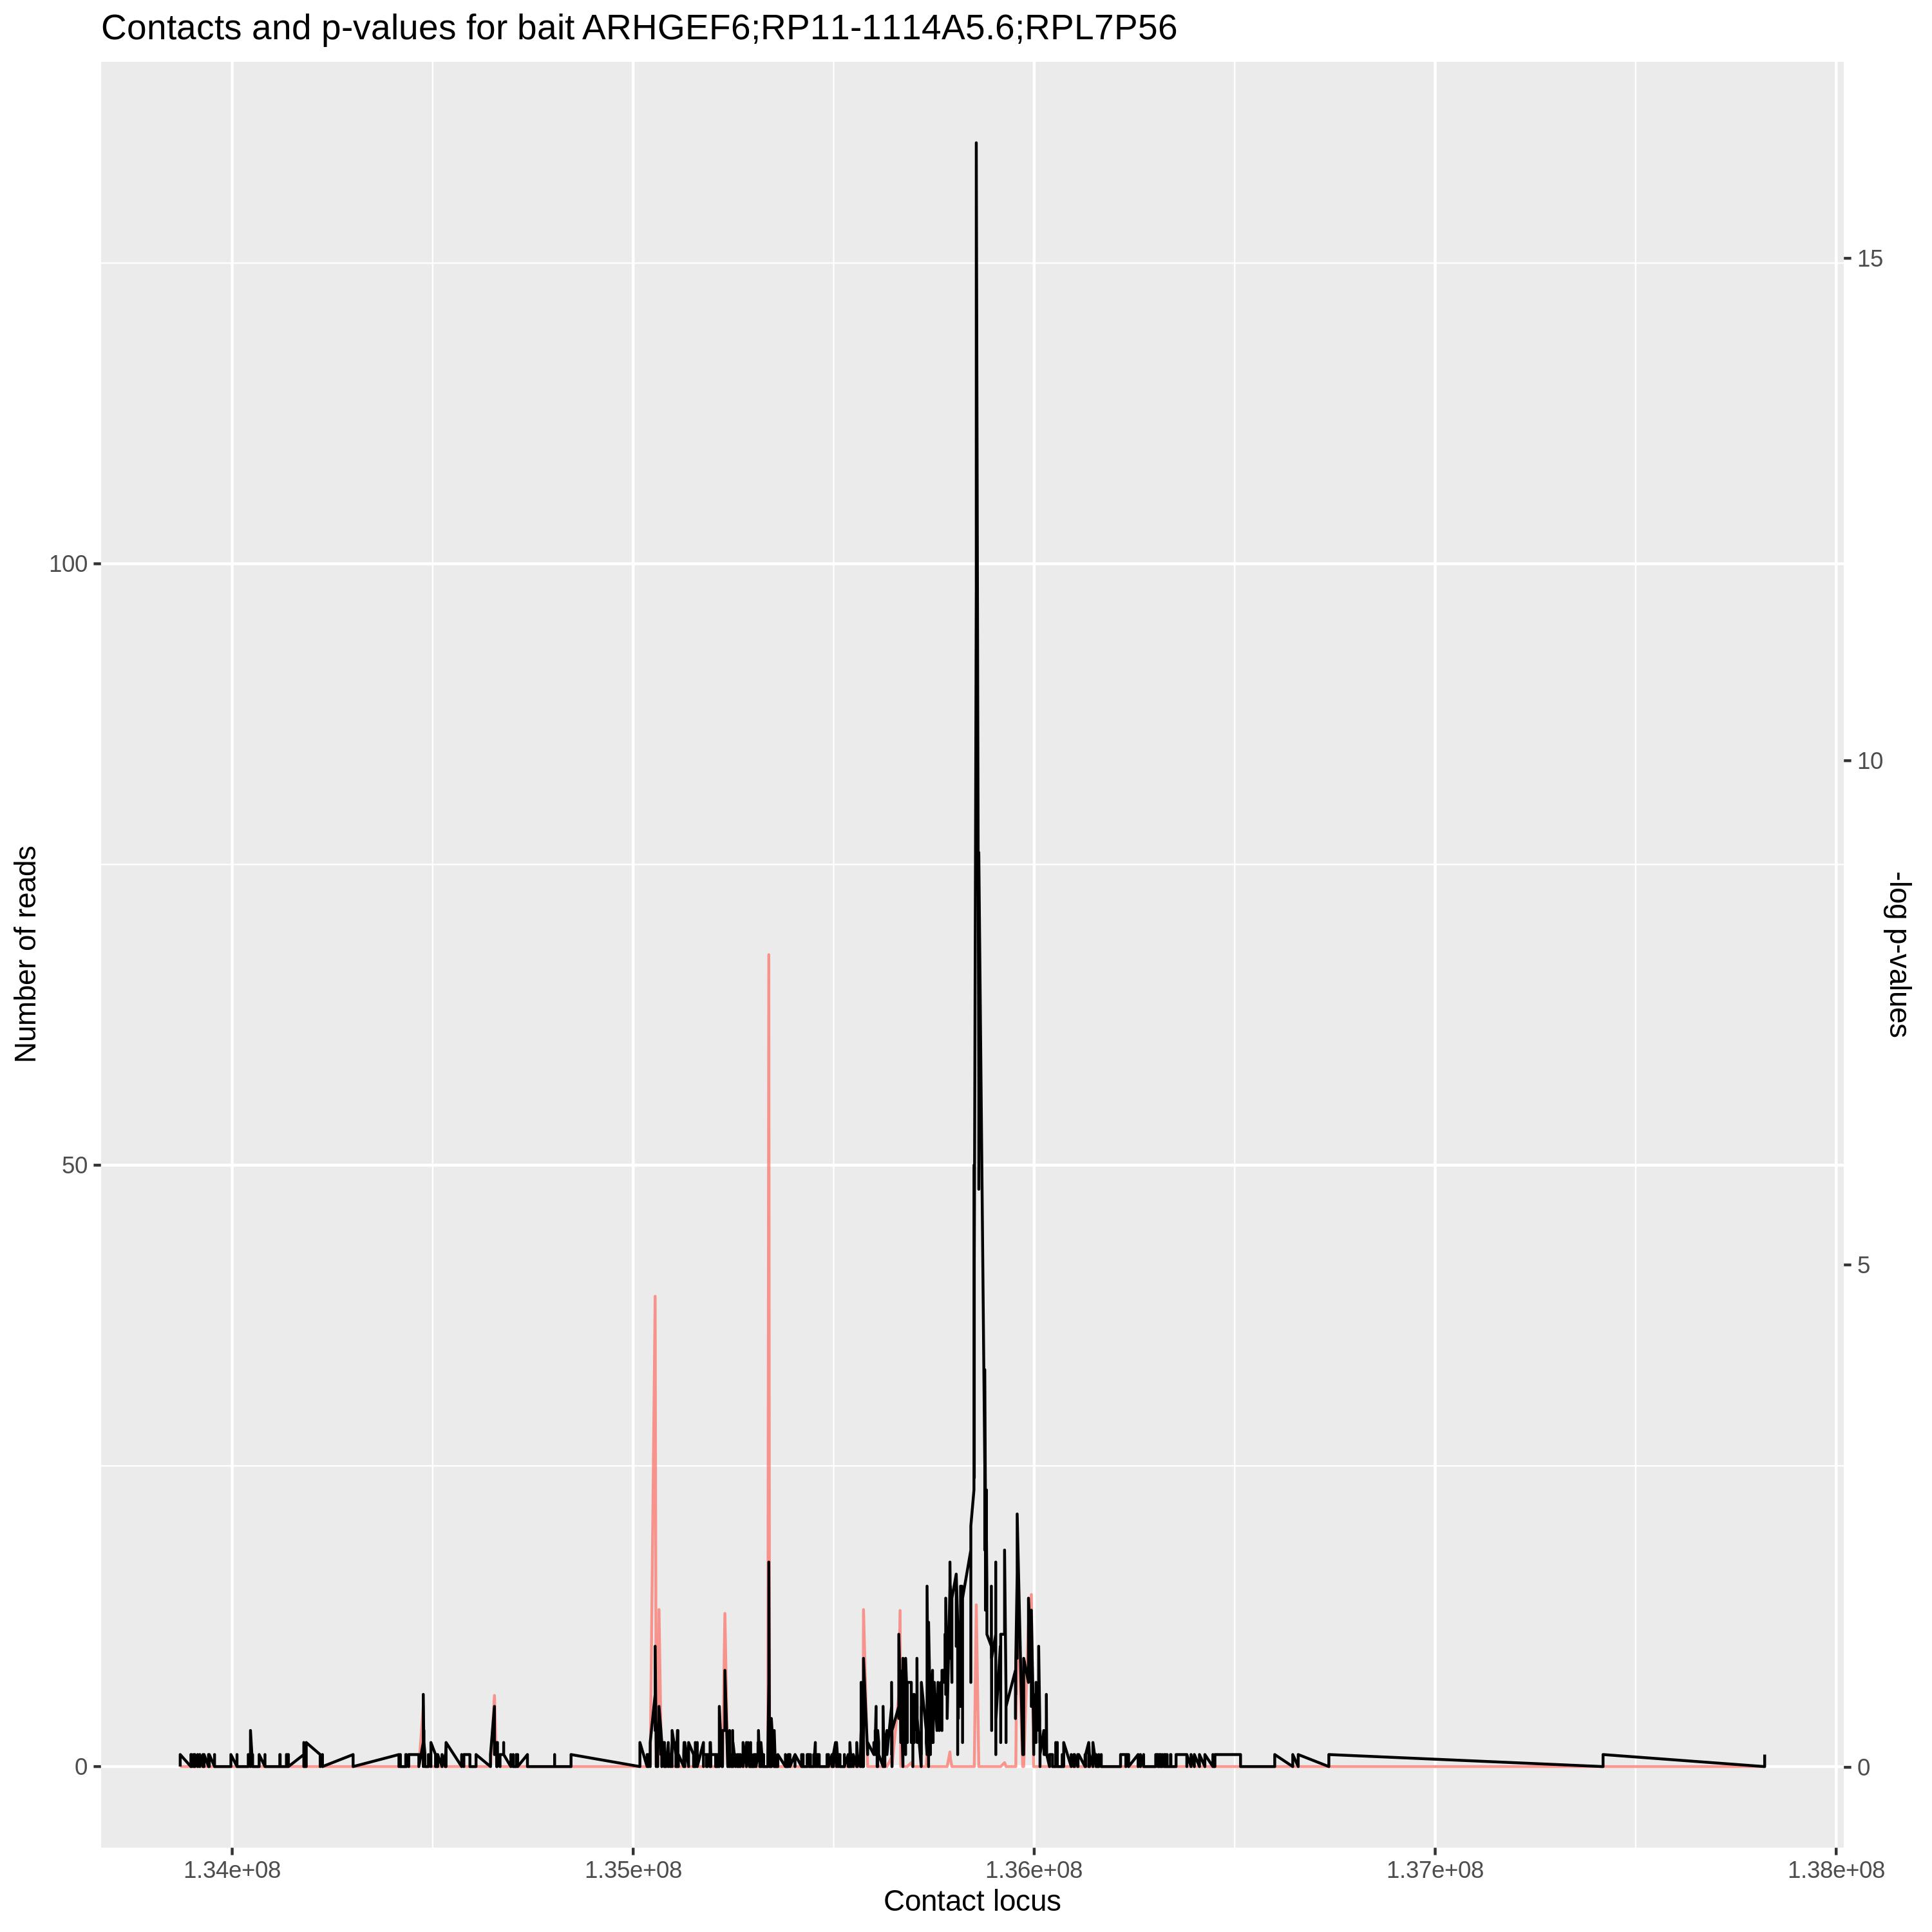 Contacts and p-values for bait ARHGEF6;RP11-1114A5.6;RPL7P56
Number of reads
100
50
0
15
10
5
0
-log p-values
1.34e+08 1.35e+08 1.36e+08 1.37e+08 1.38e+08
Contact locus